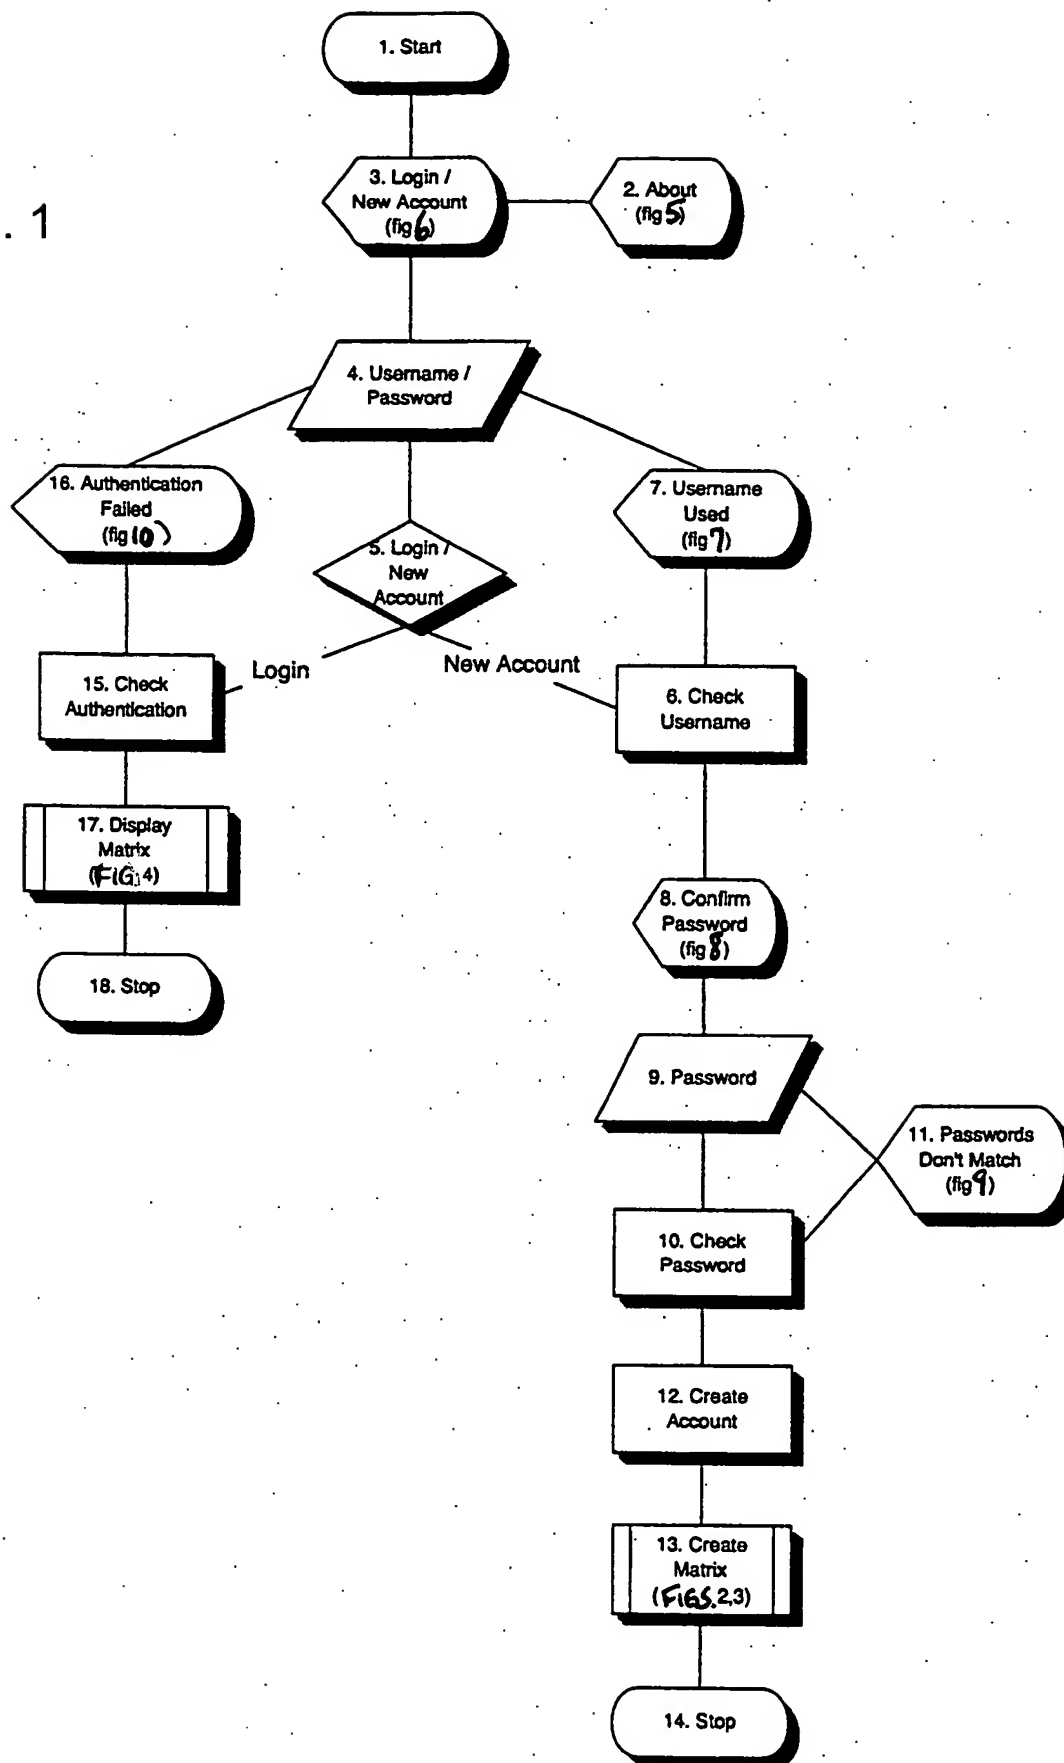 1. Start
3. Login /
New Account
(fig 6)
2. About
(fig 5)
. 1
4. Username /
Password
16. Authentication
Failed
(fig 10)
5. Login /
New
Account
7. Username
Used
(fig 7)
Login
New Account
15. Check
Authentication
6. Check
Username
17. Display
Matrix
(FIG. 4)
8. Confirm
Password
(fig 8)
18. Stop
9. Password
11. Passwords
Don't Match
(fig 9)
10. Check
Password
12. Create
Account
13. Create
Matrix
(FIGS. 2,3)
14. Stop